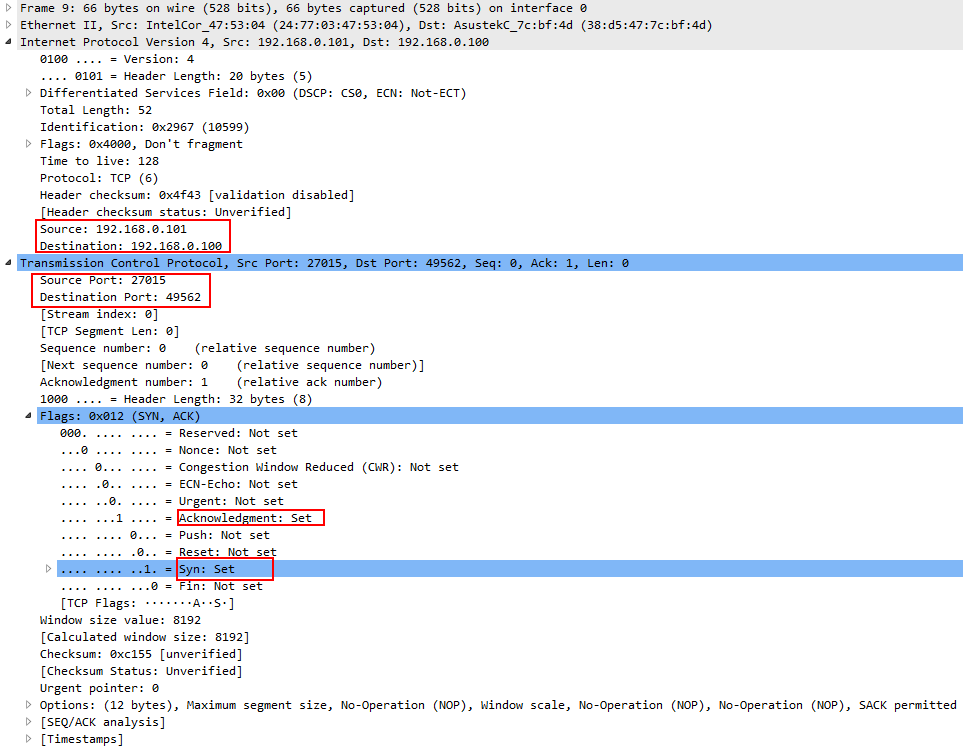 Frame 9: 66 bytes on wire (528 bits), 66 bytes captured (528 bits) on interface 0
Ethernet II, Src: IntelCor_47:53:04 (24:77:03:47:53:04), Dst: AsustekC_7c:bf:4d (38:d5:47:7c:bf:4d)
Internet Protocol Version 4, Src: 192.168.0.101, Dst: 192.168.0.100
0100 .... = Version: 4
.... 0101 = Header Length: 20 bytes (5)
Differentiated Services Field: 0x00 (DSCP: CS0, ECN: Not-ECT)
Total Length: 52
Identification: 0x2967 (10599)
Flags: 0x4000, Don't fragment
Time to live: 128
Protocol: TCP (6)
Header checksum: 0x4f43 [validation disabled]
[Header checksum status: Unverified]
Source: 192.168.0.101
Destination: 192.168.0.100
Transmission Control Protocol, Src Port: 27015, Dst Port: 49562, Seq: 0, Ack: 1, Len: 0
Source Port: 27015
Destination Port: 49562
[Stream index: 0]
[TCP Segment Len: 0]
Sequence number: 0    (relative sequence number)
[Next sequence number: 0    (relative sequence number)]
Acknowledgment number: 1    (relative ack number)
1000 .... = Header Length: 32 bytes (8)
Flags: 0x012 (SYN, ACK)
000. .... .... = Reserved: Not set
...0 .... .... = Nonce: Not set
.... 0... .... = Congestion Window Reduced (CWR): Not set
.... .0.. .... = ECN-Echo: Not set
.... ..0. .... = Urgent: Not set
.... ...1 .... = Acknowledgment: Set
.... .... 0... = Push: Not set
.... .... .0.. = Reset: Not set
.... .... ..1. = Syn: Set
.... .... ...0 = Fin: Not set
[TCP Flags: ·······A··S·]
Window size value: 8192
[Calculated window size: 8192]
Checksum: 0xc155 [unverified]
[Checksum Status: Unverified]
Urgent pointer: 0
Options: (12 bytes), Maximum segment size, No-Operation (NOP), Window scale, No-Operation (NOP), No-Operation (NOP), SACK permitted
[SEQ/ACK analysis]
[Timestamps]